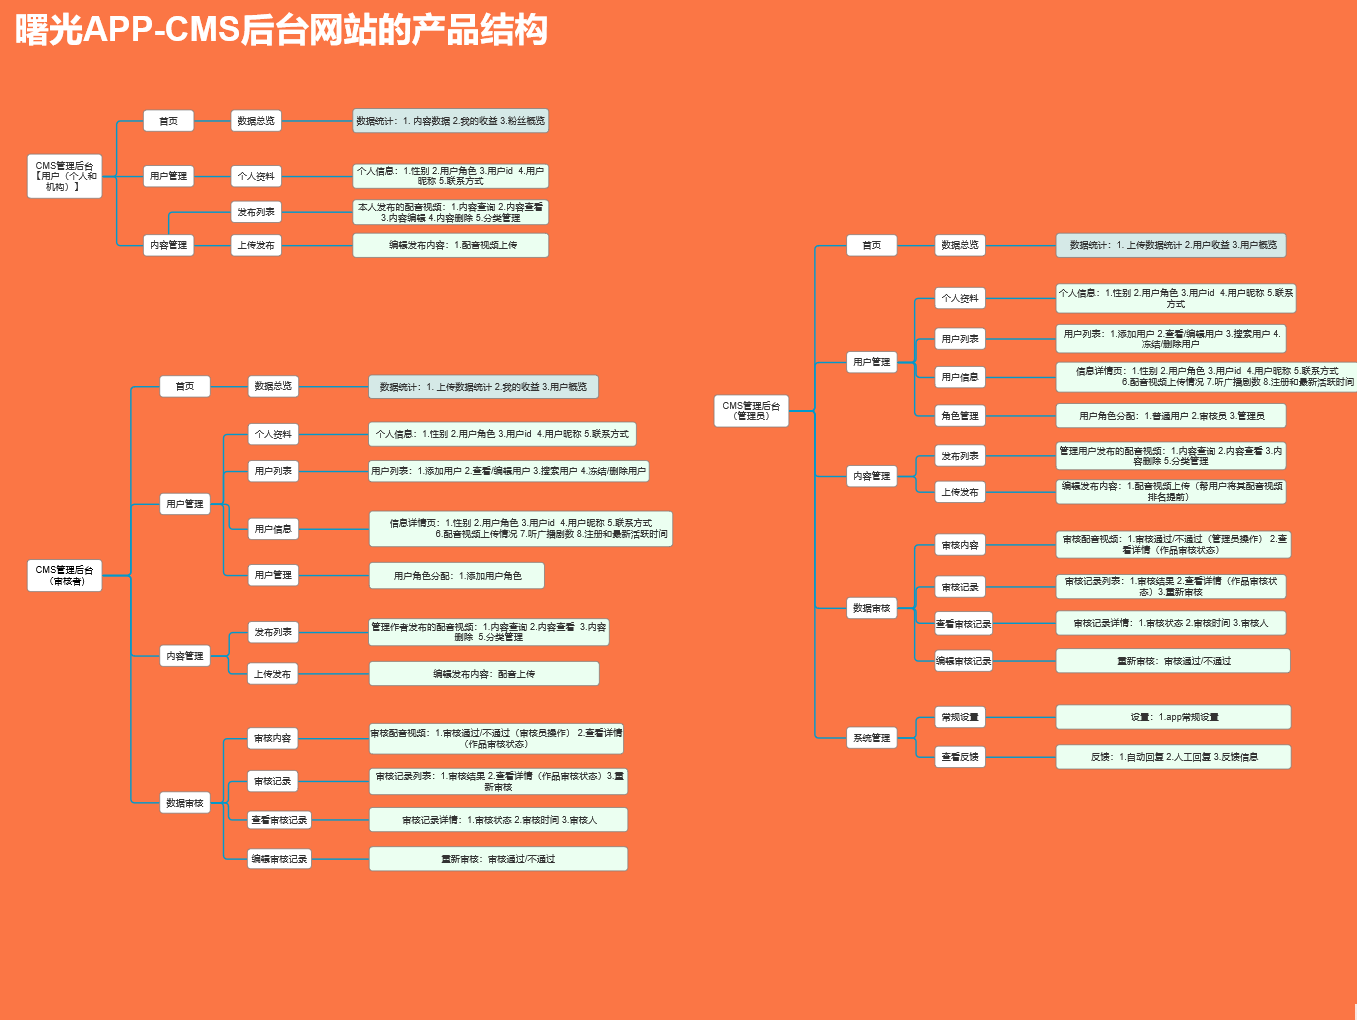 曙光APP-CMS后台网站的产品结构
CMS管理后台
【用户（个人和
机构）】
首页
数据总览
数据统计：1. 内容数据 2.我的收益 3.粉丝概览
用户管理
个人资料
个人信息：1.性别 2.用户角色 3.用户id  4.用户
昵称 5.联系方式
内容管理
发布列表
本人发布的配音视频：1.内容查询 2.内容查看
3.内容编辑 4.内容删除 5.分类管理
上传发布
编辑发布内容：1.配音视频上传
CMS管理后台
（审核者)
首页
数据总览
数据统计：1. 上传数据统计 2.我的收益 3.用户概览
用户管理
个人资料
个人信息：1.性别 2.用户角色 3.用户id  4.用户昵称 5.联系方式
用户列表
用户列表：1.添加用户 2.查看/编辑用户 3.搜索用户 4.冻结/删除用户
用户信息
信息详情页：1.性别 2.用户角色 3.用户id  4.用户昵称 5.联系方式
6.配音视频上传情况 7.听广播剧数 8.注册和最新活跃时间
用户管理
用户角色分配：1.添加用户角色
内容管理
发布列表
管理作者发布的配音视频：1.内容查询 2.内容查看  3.内容
删除  5.分类管理
上传发布
编辑发布内容：配音上传
数据审核
审核内容
审核配音视频：1.审核通过/不通过（审核员操作） 2.查看详情
（作品审核状态）
审核记录
审核记录列表：1.审核结果 2.查看详情（作品审核状态）3.重
新审核
查看审核记录
审核记录详情：1.审核状态 2.审核时间 3.审核人
编辑审核记录
重新审核：审核通过/不通过
CMS管理后台
（管理员）
首页
数据总览
数据统计：1. 上传数据统计 2.用户收益 3.用户概览
用户管理
个人资料
个人信息：1.性别 2.用户角色 3.用户id  4.用户昵称 5.联系
方式
用户列表
用户列表：1.添加用户 2.查看/编辑用户 3.搜索用户 4.
冻结/删除用户
用户信息
信息详情页：1.性别 2.用户角色 3.用户id  4.用户昵称 5.联系方式
6.配音视频上传情况 7.听广播剧数 8.注册和最新活跃时间
角色管理
用户角色分配：1.普通用户 2.审核员 3.管理员
内容管理
发布列表
管理用户发布的配音视频：1.内容查询 2.内容查看 3.内
容删除 5.分类管理
上传发布
编辑发布内容：1.配音视频上传（帮用户将其配音视频
排名提前）
数据审核
审核内容
审核配音视频：1.审核通过/不通过（管理员操作） 2.查
看详情（作品审核状态）
审核记录
审核记录列表：1.审核结果 2.查看详情（作品审核状
态）3.重新审核
查看审核记录
审核记录详情：1.审核状态 2.审核时间 3.审核人
编辑审核记录
重新审核：审核通过/不通过
系统管理
常规设置
设置：1.app常规设置
查看反馈
反馈：1.自动回复 2.人工回复 3.反馈信息